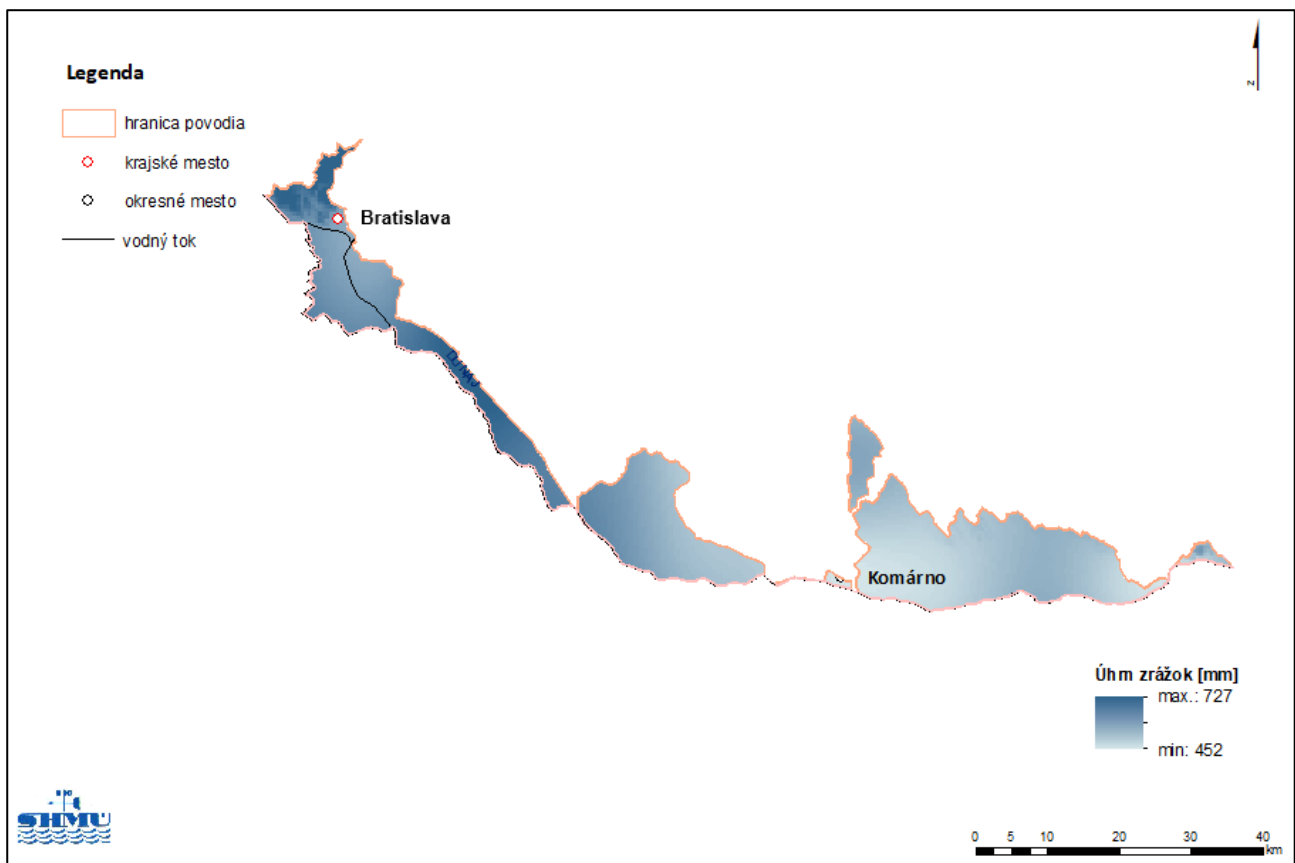 Legenda
hranica povodia
krajské mesto
okresné mesto
vodný tok
z
Bratislava
Dunaj
Komárno
Úhrn zrážok [mm]
max.: 727
min: 452
SHMÚ
0 5 10 20 30 40
km